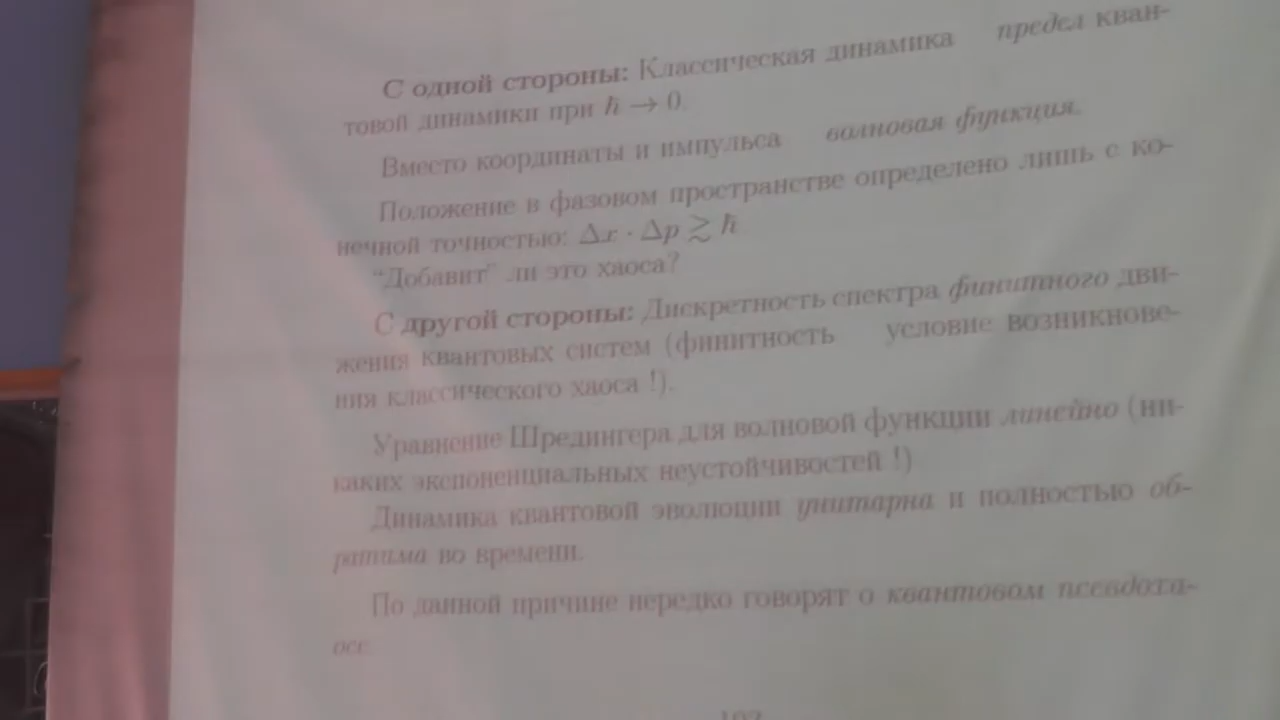 С одной стороны: Классическая динамика предел кван-
товой динамики при ħ → 0.
Вместо координаты и импульса волновая функция.
Положение в фазовом пространстве определено лишь с ко-
нечной точностью: Δx · Δp ≳ ħ
"Добавит" ли это хаоса?
С другой стороны: Дискретность спектра финитного дви-
жения квантовых систем (финитность условие возникнове-
ния классического хаоса !).
Уравнение Шредингера для волновой функции линейно (ни-
каких экспоненциальных неустойчивостей !)
Динамика квантовой эволюции унитарна и полностью об-
ратима во времени.
По данной причине нередко говорят о квантовом псевдоха-
осе